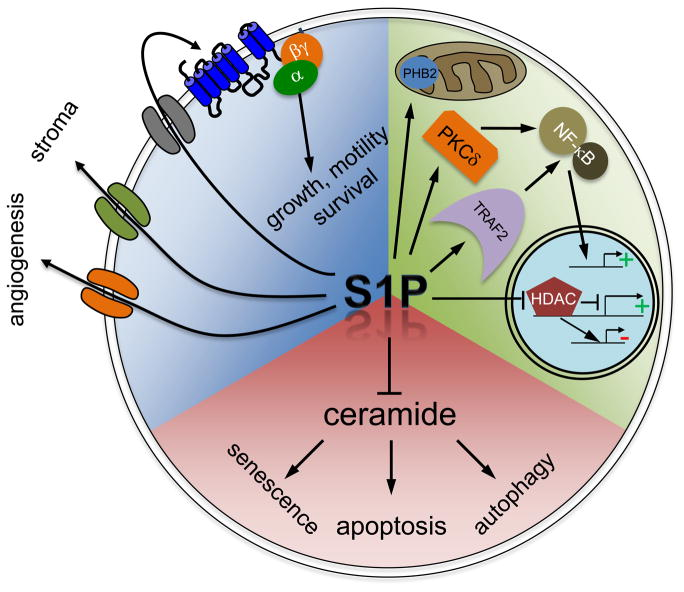 βγ
α
stroma
angiogenesis
growth, motility
survival
PHB2
PKCδ
NF-κB
TRAF2
S1P
HDAC
+
+
-
ceramide
senescence
apoptosis
autophagy